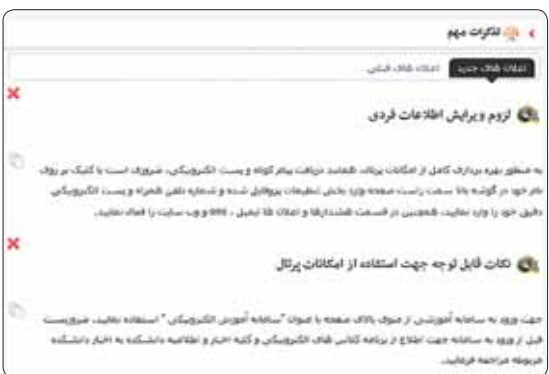 تذکرات مهم
اعلان های جدید اعلان های قبلی
لزوم ویرایش اطلاعات فردی
به منظور بهره برداری کامل از امکانات پرتال، همانند دریافت پیام کوتاه و پست الکترونیکی، ضروری است با کلیک بر روی
نام خود در گوشه بالا سمت راست صفحه وارد بخش تنظیمات پروفایل شده و شماره تلفن همراه و پست الکترونیکی
دقیق خود را وارد نمایید، همچنین در قسمت هشدارها و اعلان ها ایمیل ، sms و وب سایت را فعال نمایید.
نکات قابل توجه جهت استفاده از امکانات پرتال
جهت ورود به سامانه آموزشی از منوی بالای صفحه با عنوان "سامانه آموزش الکترونیکی" استفاده نمایید، ضروریست
قبل از ورود به سامانه جهت اطلاع از برنامه کلاس های الکترونیکی و کلیه اخبار و اطلاعیه دانشکده به اخبار دانشکده
مربوطه مراجعه فرمایید.